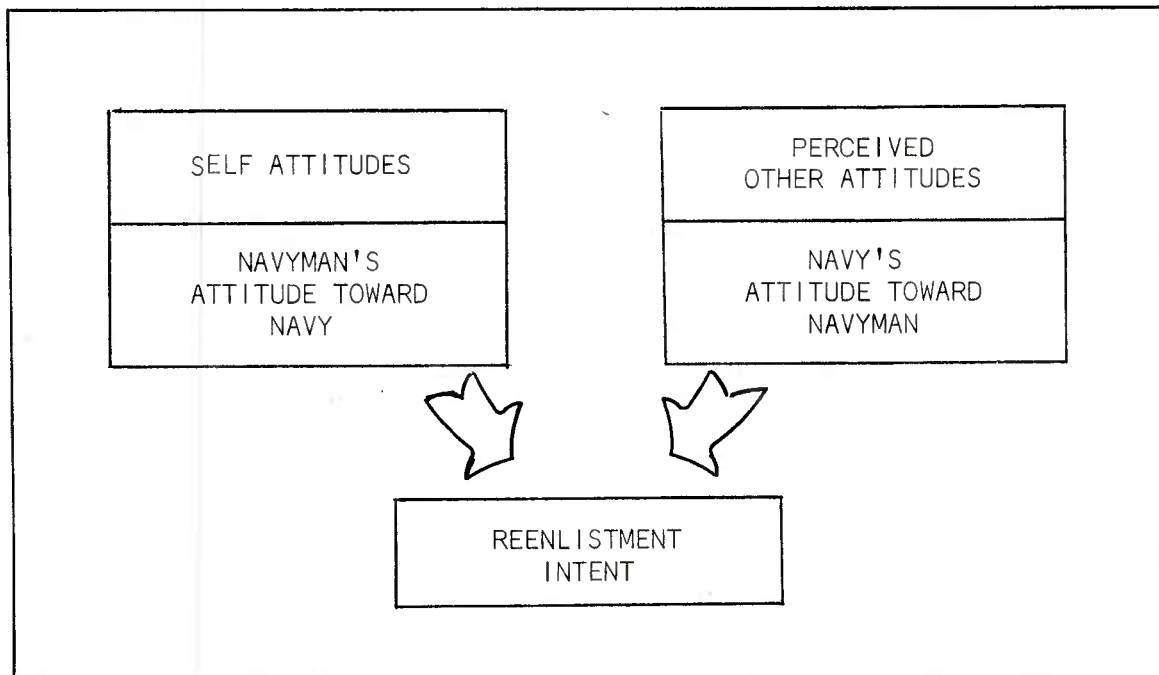 SELF ATTITUDES
NAVYMAN'S
ATTITUDE TOWARD
NAVY
PERCEIVED
OTHER ATTITUDES
NAVY'S
ATTITUDE TOWARD
NAVYMAN
REENLISTMENT
INTENT